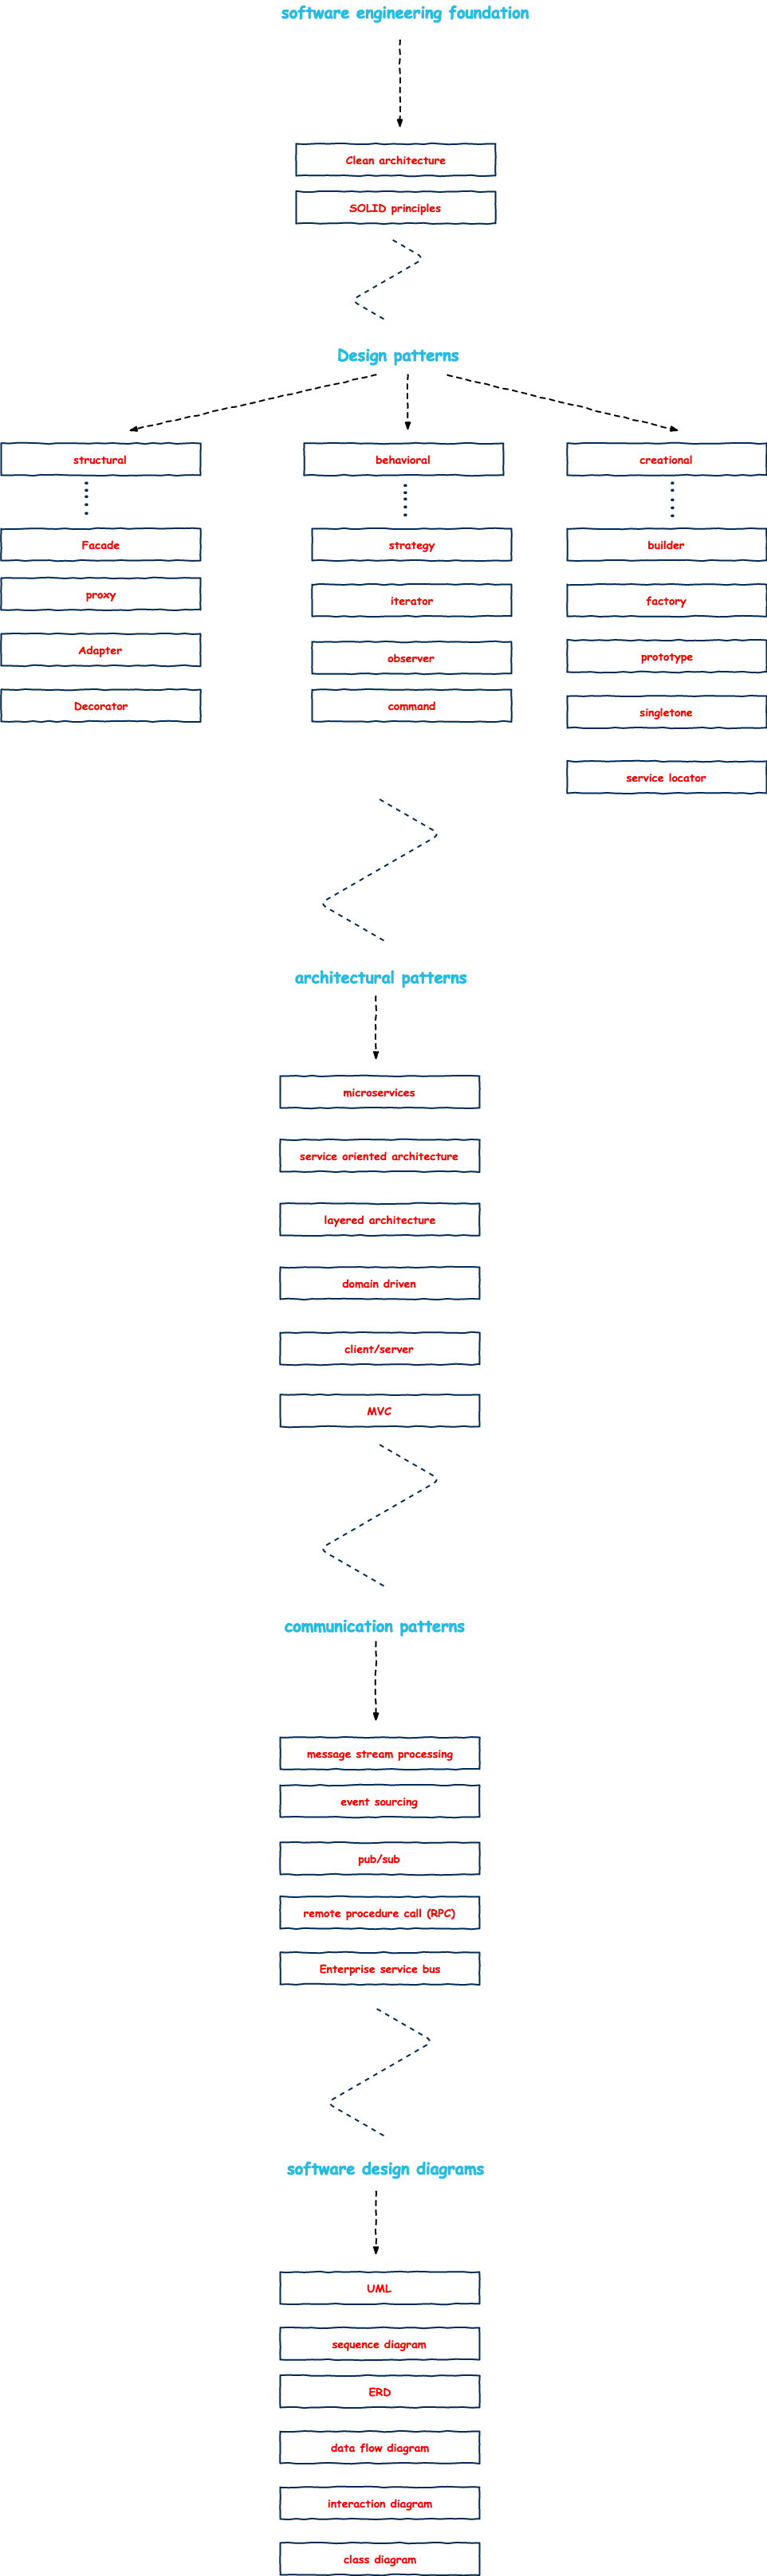 software engineering foundation
Clean architecture
SOLID principles
Design patterns
structural
behavioral
creational
Facade
strategy
builder
proxy
iterator
factory
Adapter
observer
prototype
Decorator
command
singletone
service locator
architectural patterns
microservices
service oriented architecture
layered architecture
domain driven
client/server
MVC
communication patterns
message stream processing
event sourcing
pub/sub
remote procedure call (RPC)
Enterprise service bus
software design diagrams
UML
sequence diagram
ERD
data flow diagram
interaction diagram
class diagram